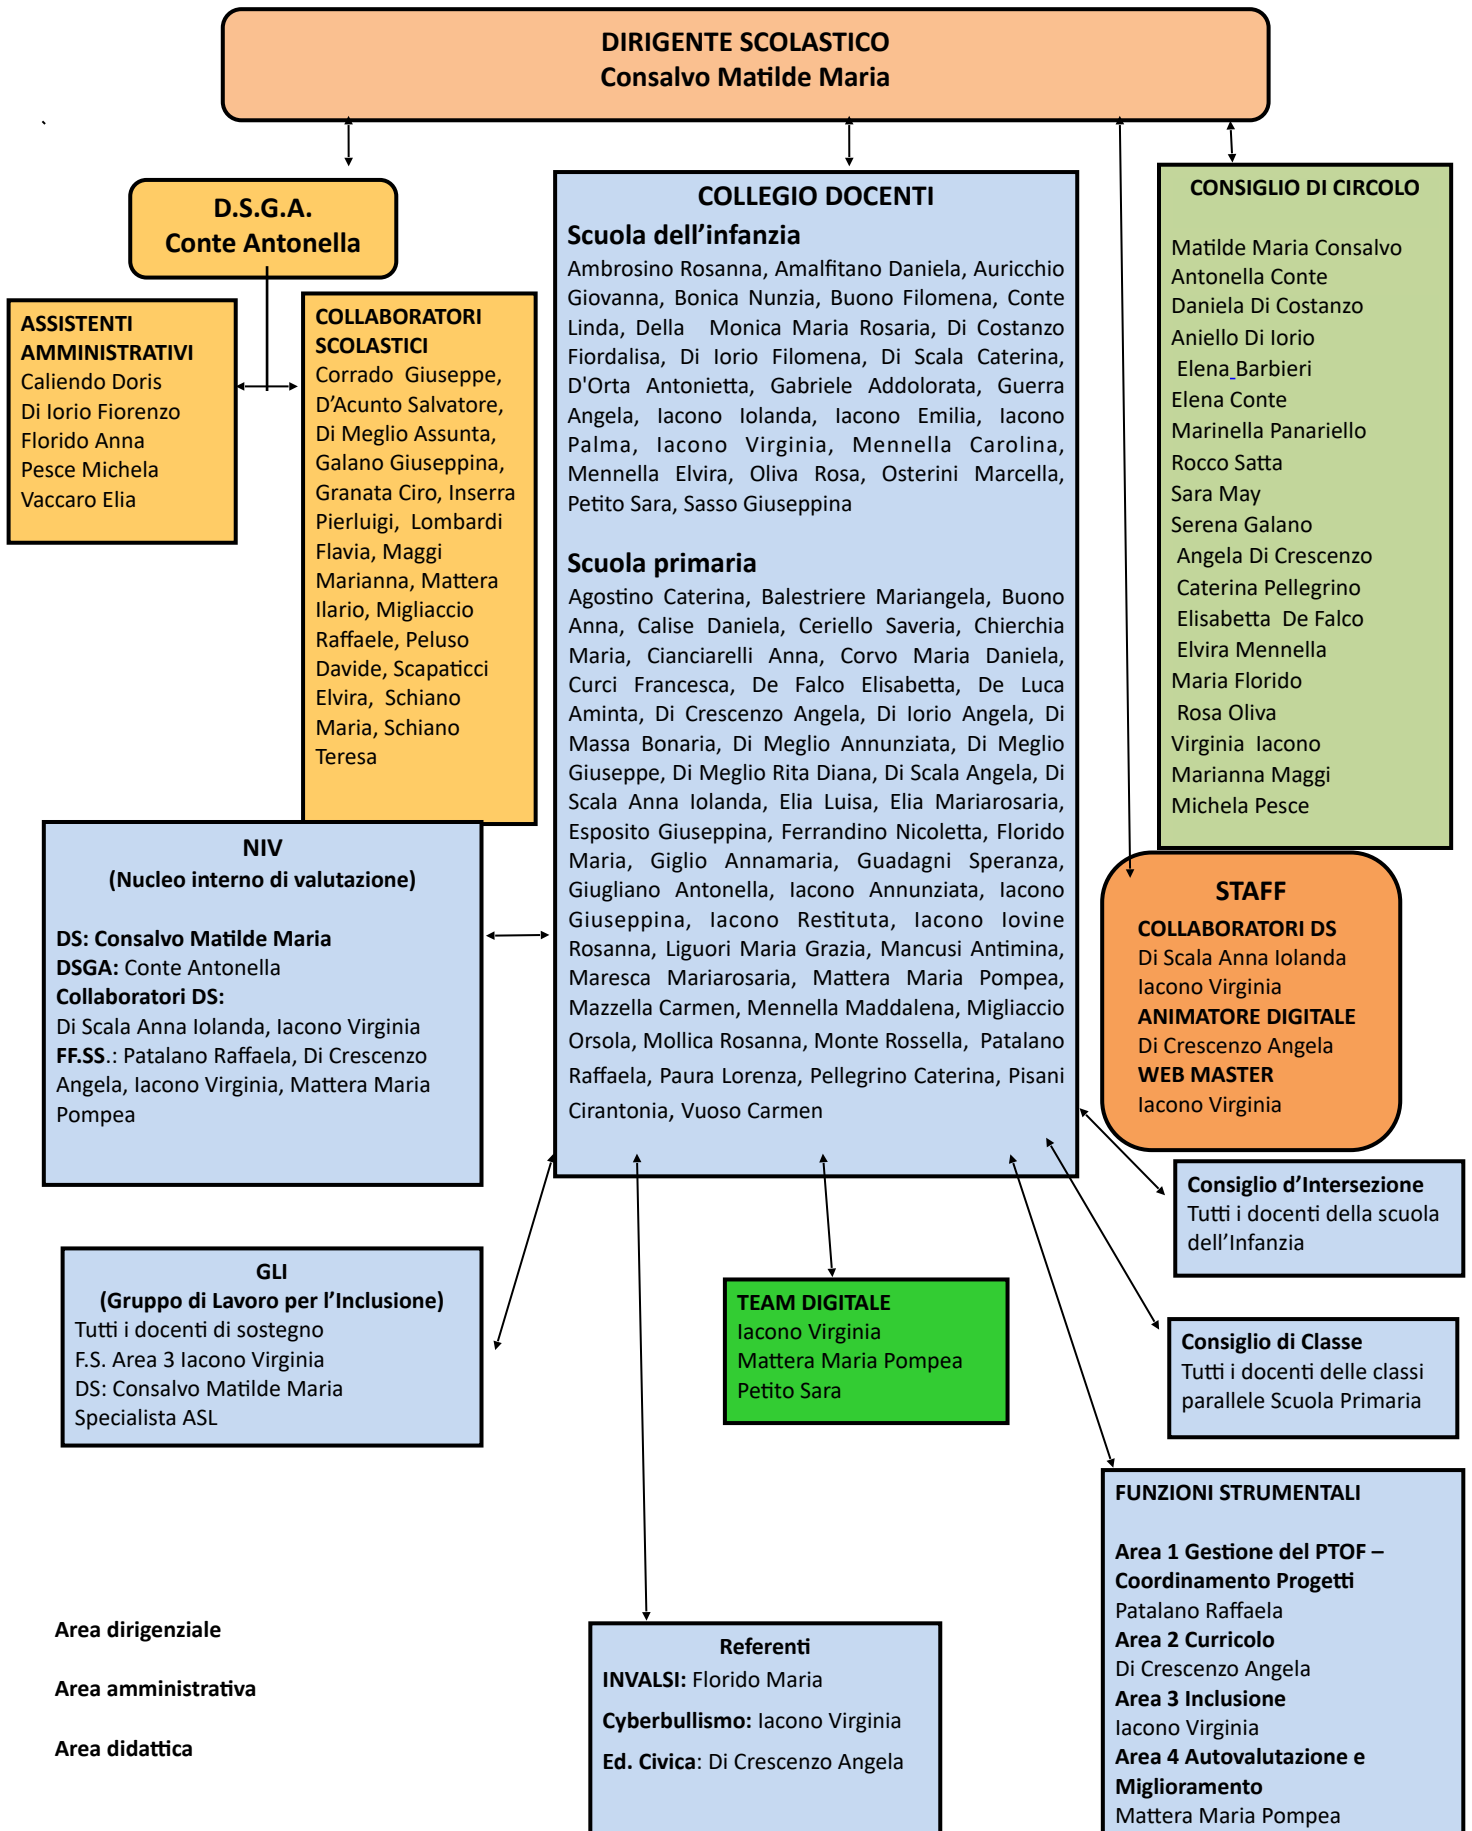 DIRIGENTE SCOLASTICO
Consalvo Matilde Maria
D.S.G.A.
Conte Antonella
ASSISTENTI
AMMINISTRATIVI
Caliendo Doris
Di Iorio Fiorenzo
Florido Anna
Pesce Michela
Vaccaro Elia
COLLABORATORI
SCOLASTICI
Corrado Giuseppe,
D'Acunto Salvatore,
Di Meglio Assunta,
Galano Giuseppina,
Granata Ciro, Inserra
Pierluigi, Lombardi
Flavia, Maggi
Marianna, Mattera
Ilario, Migliaccio
Raffaele, Peluso
Davide, Scapaticci
Elvira, Schiano
Maria, Schiano
Teresa
COLLEGIO DOCENTI
Scuola dell’infanzia
Ambrosino Rosanna, Amalfitano Daniela, Auricchio
Giovanna, Bonica Nunzia, Buono Filomena, Conte
Linda, Della Monica Maria Rosaria, Di Costanzo
Fiordalisa, Di Iorio Filomena, Di Scala Caterina,
D'Orta Antonietta, Gabriele Addolorata, Guerra
Angela, Iacono Iolanda, Iacono Emilia, Iacono
Palma, Iacono Virginia, Mennella Carolina,
Mennella Elvira, Oliva Rosa, Osterini Marcella,
Petito Sara, Sasso Giuseppina
Scuola primaria
Agostino Caterina, Balestriere Mariangela, Buono
Anna, Calise Daniela, Ceriello Saveria, Chierchia
Maria, Cianciarelli Anna, Corvo Maria Daniela,
Curci Francesca, De Falco Elisabetta, De Luca
Aminta, Di Crescenzo Angela, Di Iorio Angela, Di
Massa Bonaria, Di Meglio Annunziata, Di Meglio
Giuseppe, Di Meglio Rita Diana, Di Scala Angela, Di
Scala Anna Iolanda, Elia Luisa, Elia Mariarosaria,
Esposito Giuseppina, Ferrandino Nicoletta, Florido
Maria, Giglio Annamaria, Guadagni Speranza,
Giugliano Antonella, Iacono Annunziata, Iacono
Giuseppina, Iacono Restituta, Iacono Iovine
Rosanna, Liguori Maria Grazia, Mancusi Antimina,
Maresca Mariarosaria, Mattera Maria Pompea,
Mazzella Carmen, Mennella Maddalena, Migliaccio
Orsola, Mollica Rosanna, Monte Rossella, Patalano
Raffaela, Paura Lorenza, Pellegrino Caterina, Pisani
Cirantonia, Vuoso Carmen
CONSIGLIO DI CIRCOLO
Matilde Maria Consalvo
Antonella Conte
Daniela Di Costanzo
Aniello Di Iorio
Elena Barbieri
Elena Conte
Marinella Panariello
Rocco Satta
Sara May
Serena Galano
Angela Di Crescenzo
Caterina Pellegrino
Elisabetta De Falco
Elvira Mennella
Maria Florido
Rosa Oliva
Virginia Iacono
Marianna Maggi
Michela Pesce
NIV
(Nucleo interno di valutazione)
DS: Consalvo Matilde Maria
DSGA: Conte Antonella
Collaboratori DS:
Di Scala Anna Iolanda, Iacono Virginia
FF.SS.: Patalano Raffaela, Di Crescenzo
Angela, Iacono Virginia, Mattera Maria
Pompea
STAFF
COLLABORATORI DS
Di Scala Anna Iolanda
Iacono Virginia
ANIMATORE DIGITALE
Di Crescenzo Angela
WEB MASTER
Iacono Virginia
Consiglio d’Intersezione
Tutti i docenti della scuola
dell’Infanzia
GLI
(Gruppo di Lavoro per l’Inclusione)
Tutti i docenti di sostegno
F.S. Area 3 Iacono Virginia
DS: Consalvo Matilde Maria
Specialista ASL
TEAM DIGITALE
Iacono Virginia
Mattera Maria Pompea
Petito Sara
Consiglio di Classe
Tutti i docenti delle classi
parallele Scuola Primaria
FUNZIONI STRUMENTALI
Area 1 Gestione del PTOF –
Coordinamento Progetti
Patalano Raffaela
Area 2 Curricolo
Di Crescenzo Angela
Area 3 Inclusione
Iacono Virginia
Area 4 Autovalutazione e
Miglioramento
Mattera Maria Pompea
Referenti
INVALSI: Florido Maria
Cyberbullismo: Iacono Virginia
Ed. Civica: Di Crescenzo Angela
Area dirigenziale
Area amministrativa
Area didattica